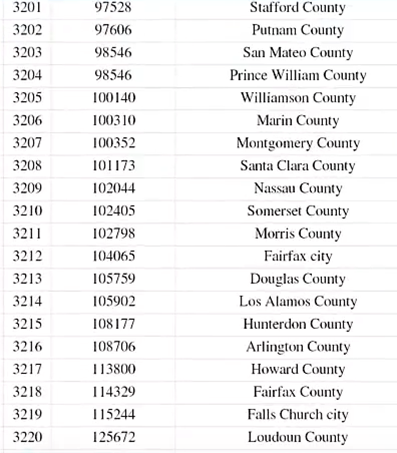 3201 97528 Stafford County
3202 97606 Putnam County
3203 98546 San Mateo County
3204 98546 Prince William County
3205 100140 Williamson County
3206 100310 Marin County
3207 100352 Montgomery County
3208 101173 Santa Clara County
3209 102044 Nassau County
3210 102405 Somerset County
3211 102798 Morris County
3212 104065 Fairfax city
3213 105759 Douglas County
3214 105902 Los Alamos County
3215 108177 Hunterdon County
3216 108706 Arlington County
3217 113800 Howard County
3218 114329 Fairfax County
3219 115244 Falls Church city
3220 125672 Loudoun County